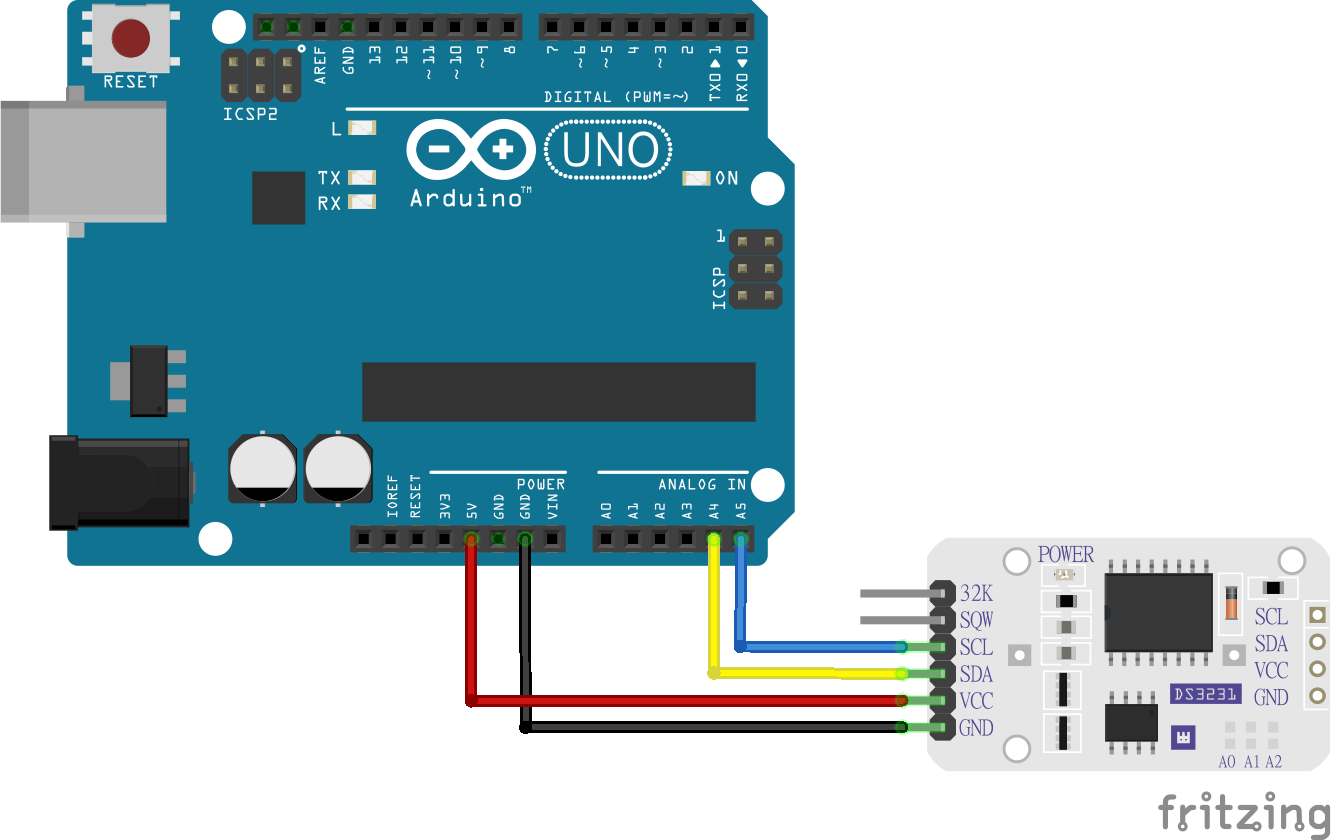 RESET
ICSP2
AREF
GND
13
12
~11
~10
~9
8
7
~6
~5
4
~3
2
TX0▶1
RX0◀0
DIGITAL (PWM=~)
L
TX
RX
Arduino™
UNO
ON
1
ICSP
IOREF
RESET
3V3
5V
GND
GND
VIN
POWER
A0
A1
A2
A3
A4
A5
ANALOG IN
POWER
32K
SQW
SCL
SDA
VCC
GND
SCL
SDA
VCC
GND
DS3231
A0 A1 A2
fritzing